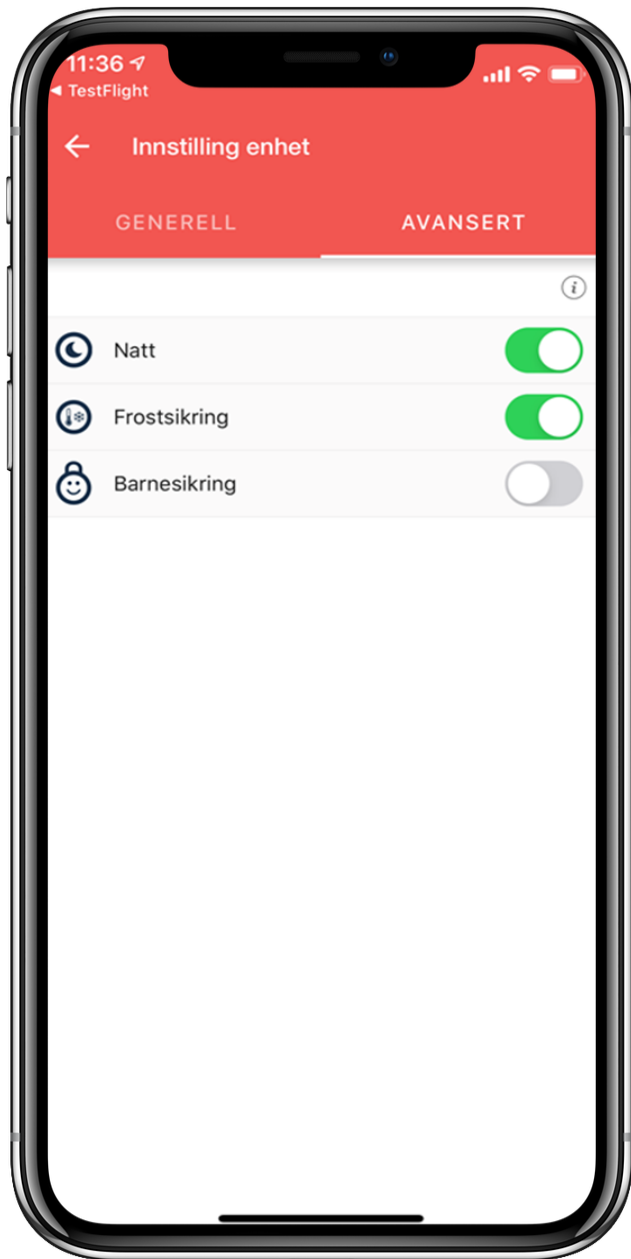 11:36
TestFlight
Innstilling enhet
GENERELL
AVANSERT
Natt
Frostsikring
Barnesikring